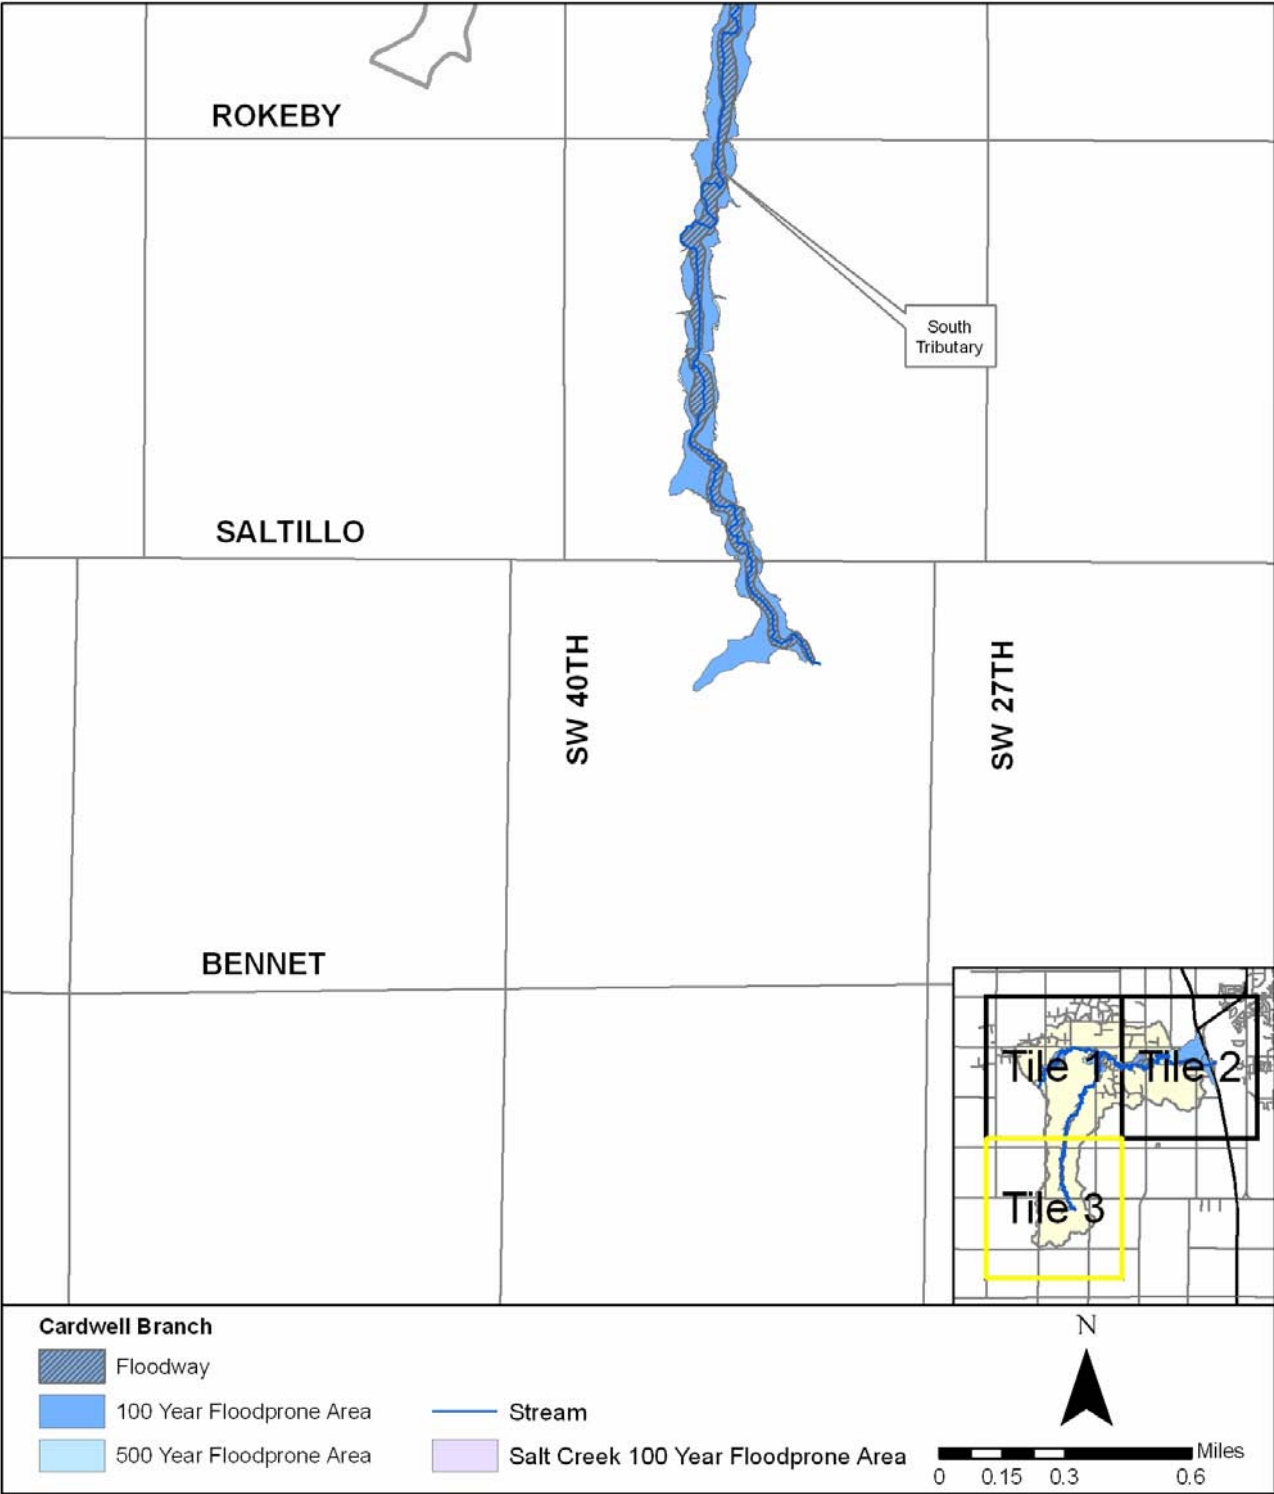 ROKEBY
South
Tributary
SALTILLO
SW 40TH
SW 27TH
BENNET
Tile 1
Tile 2
Tile 3
Cardwell Branch
Floodway
100 Year Floodprone Area
500 Year Floodprone Area
Stream
Salt Creek 100 Year Floodprone Area
N
Miles
0 0.15 0.3 0.6